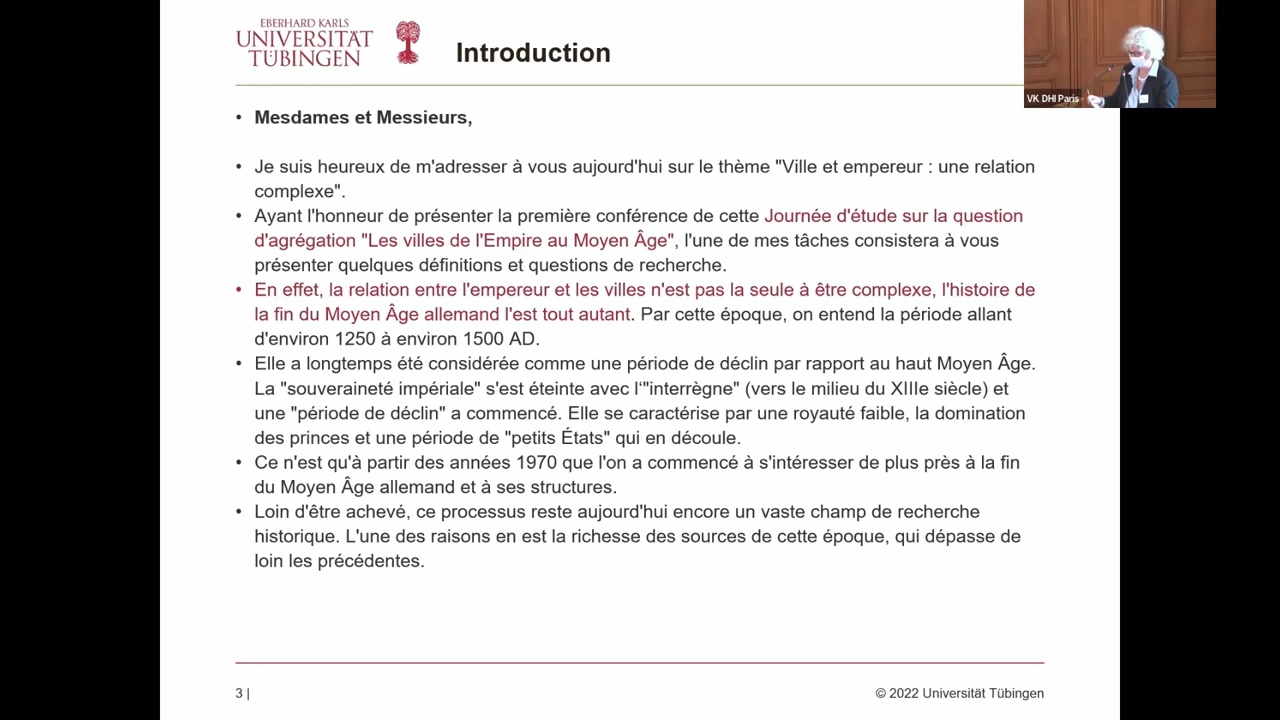 EBERHARD KARLS
UNIVERSITÄT
TÜBINGEN
Introduction
VK DHI Paris
• Mesdames et Messieurs,
• Je suis heureux de m'adresser à vous aujourd'hui sur le thème "Ville et empereur : une relation
complexe".
• Ayant l'honneur de présenter la première conférence de cette Journée d'étude sur la question
d'agrégation "Les villes de l'Empire au Moyen Âge", l'une de mes tâches consistera à vous
présenter quelques définitions et questions de recherche.
• En effet, la relation entre l'empereur et les villes n'est pas la seule à être complexe, l'histoire de
la fin du Moyen Âge allemand l'est tout autant. Par cette époque, on entend la période allant
d'environ 1250 à environ 1500 AD.
• Elle a longtemps été considérée comme une période de déclin par rapport au haut Moyen Âge.
La "souveraineté impériale" s'est éteinte avec l'"interrègne" (vers le milieu du XIIIe siècle) et
une "période de déclin" a commencé. Elle se caractérise par une royauté faible, la domination
des princes et une période de "petits États" qui en découle.
• Ce n'est qu'à partir des années 1970 que l'on a commencé à s'intéresser de plus près à la fin
du Moyen Âge allemand et à ses structures.
• Loin d'être achevé, ce processus reste aujourd'hui encore un vaste champ de recherche
historique. L'une des raisons en est la richesse des sources de cette époque, qui dépasse de
loin les précédentes.
3 |
© 2022 Universität Tübingen